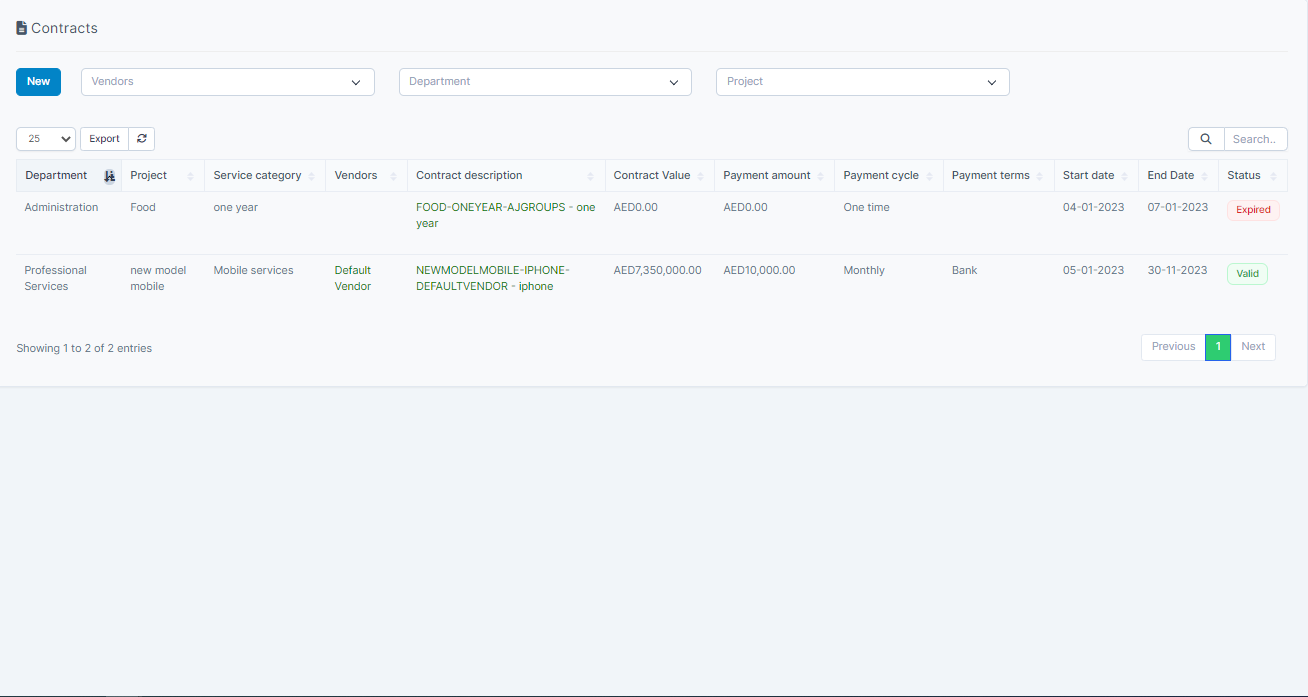 Contracts
New Vendors Department Project
25 Export Search..
Department Project Service category Vendors Contract description Contract Value Payment amount Payment cycle Payment terms Start date End Date Status
Administration Food one year FOOD-ONEYEAR-AJGROUPS - one AED0.00 AED0.00 One time 04-01-2023 07-01-2023 Expired
year
Professional new model Mobile services Default NEWMODELMOBILE-IPHONE- AED7,350,000.00 AED10,000.00 Monthly Bank 05-01-2023 30-11-2023 Valid
Services mobile Vendor DEFAULTVENDOR - iphone
Showing 1 to 2 of 2 entries Previous 1 Next